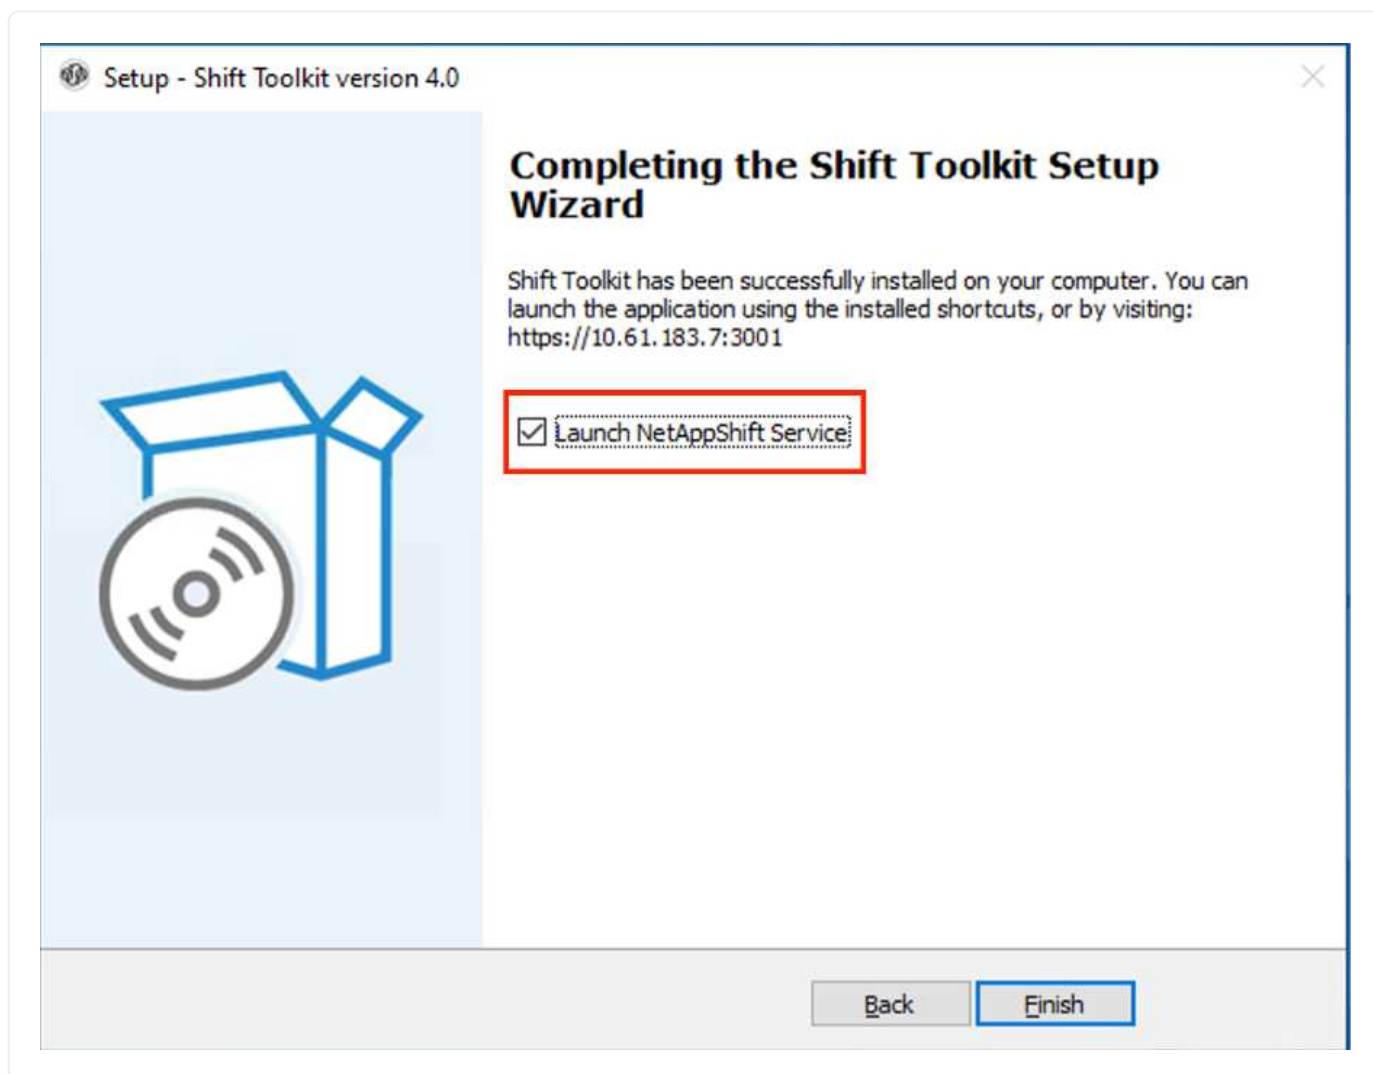 Setup - Shift Toolkit version 4.0
Completing the Shift Toolkit Setup
Wizard
Shift Toolkit has been successfully installed on your computer. You can
launch the application using the installed shortcuts, or by visiting:
https://10.61.183.7:3001
Launch NetAppShift Service
Back
Finish